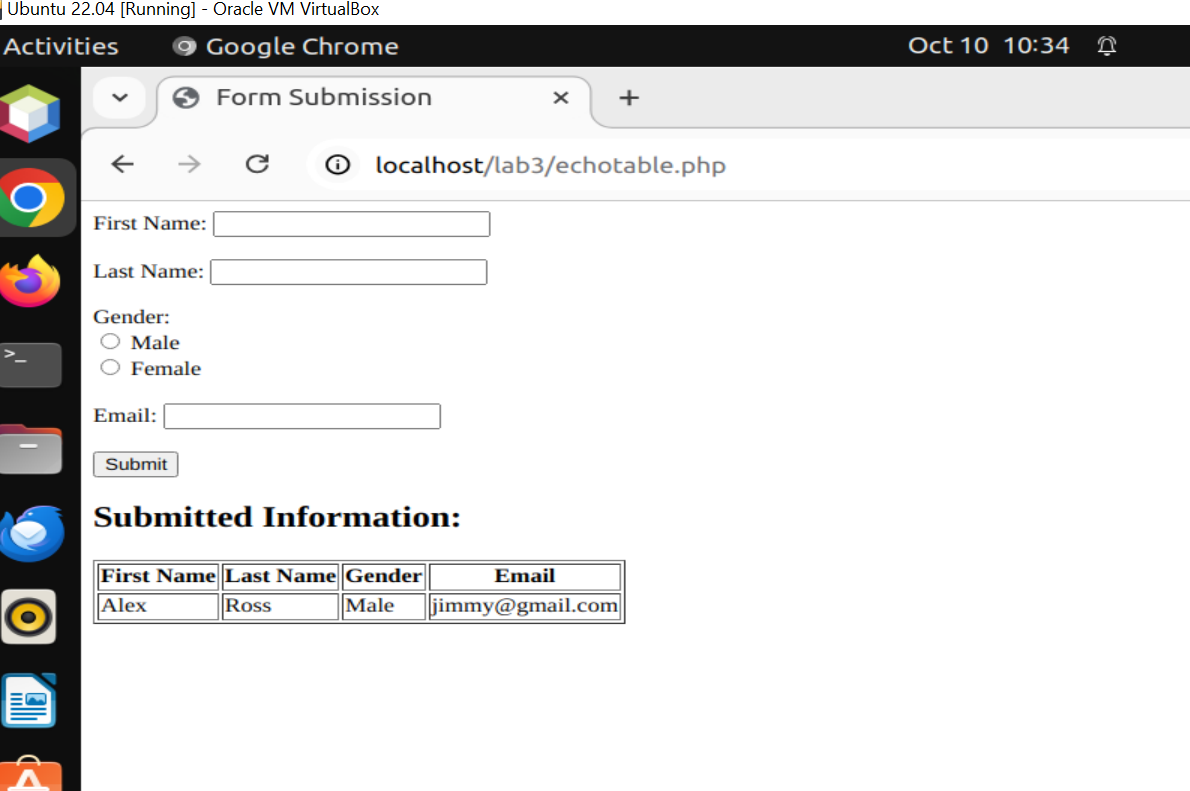 Ubuntu 22.04 [Running] - Oracle VM VirtualBox
Activities Google Chrome Oct 10 10:34
Form Submission
localhost/lab3/echotable.php
First Name:
Last Name:
Gender:
Male
Female
Email:
Submit
Submitted Information:
First Name Last Name Gender Email
Alex Ross Male jimmy@gmail.com